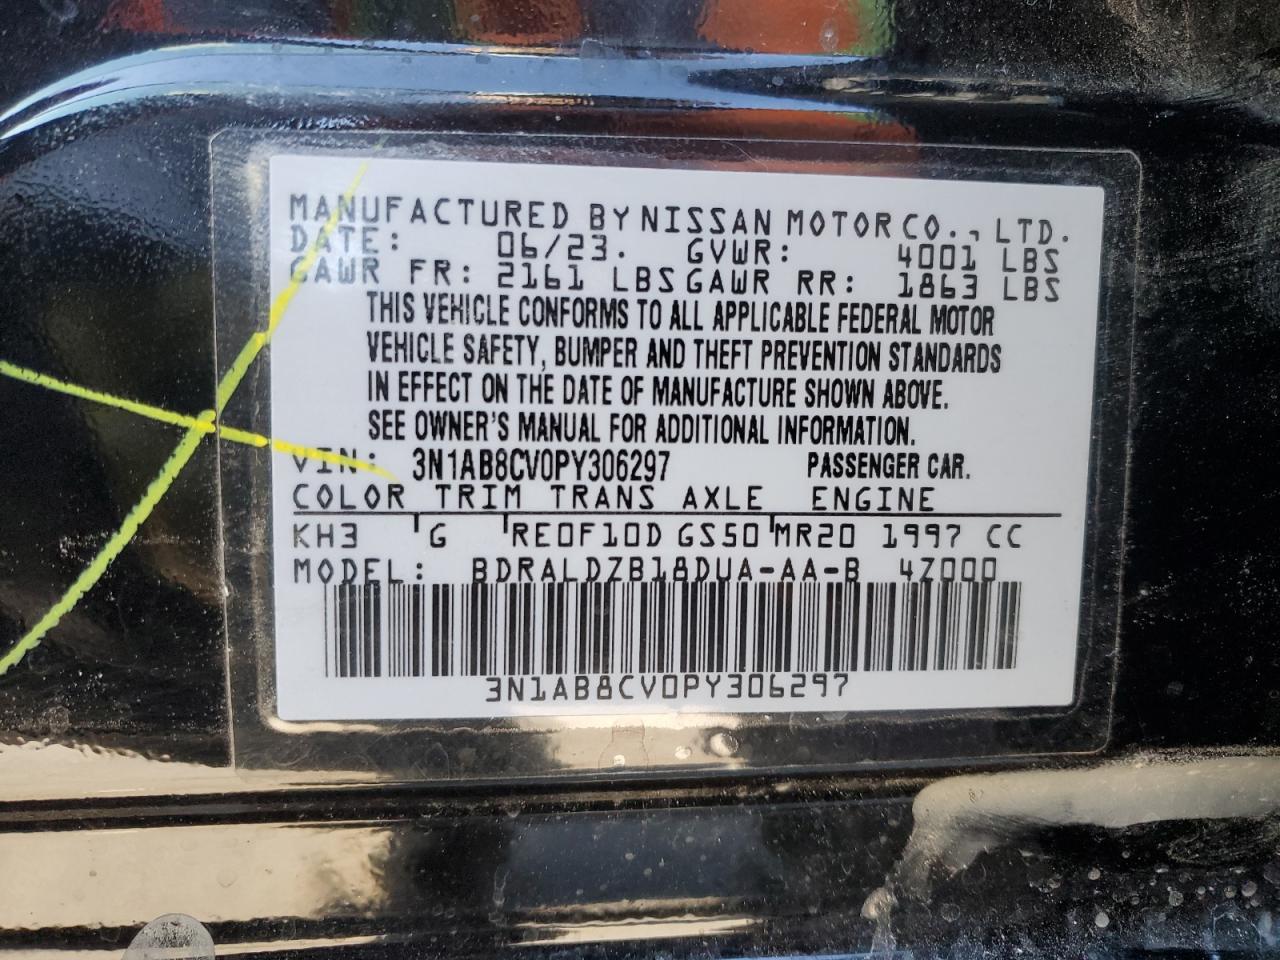 MANUFACTURED BY NISSAN MOTOR CO., LTD.
DATE: 06/23. GVWR: 4001 LBS
GAWR FR: 2161 LBS GAWR RR: 1863 LBS
THIS VEHICLE CONFORMS TO ALL APPLICABLE FEDERAL MOTOR
VEHICLE SAFETY, BUMPER AND THEFT PREVENTION STANDARDS
IN EFFECT ON THE DATE OF MANUFACTURE SHOWN ABOVE.
SEE OWNER'S MANUAL FOR ADDITIONAL INFORMATION.
VIN: 3N1AB8CV0PY306297 PASSENGER CAR.
COLOR TRIM TRANS AXLE ENGINE
KH3 G RE0F10D GS50 MR20 1997 CC
MODEL: BDRALDZB18DUA-AA-B 4Z000
3N1AB8CV0PY306297